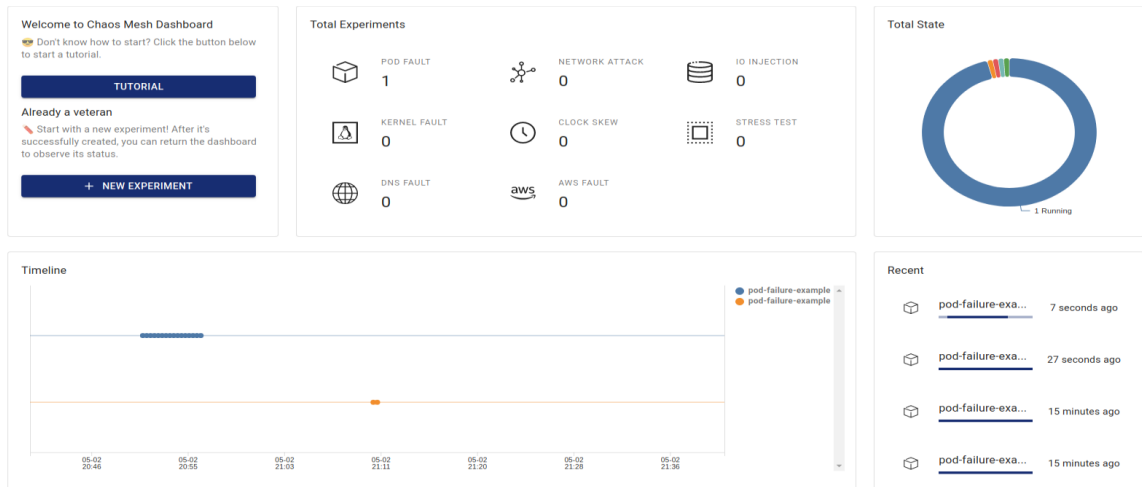 Welcome to Chaos Mesh Dashboard
Don't know how to start? Click the button below
to start a tutorial.
TUTORIAL
Already a veteran
Start with a new experiment! After it's
successfully created, you can return the dashboard
to observe its status.
+ NEW EXPERIMENT
Total Experiments
POD FAULT
1
NETWORK ATTACK
0
IO INJECTION
0
KERNEL FAULT
0
CLOCK SKEW
0
STRESS TEST
0
DNS FAULT
0
aws
AWS FAULT
0
Total State
1 Running
Timeline
pod-failure-example
pod-failure-example
05-02
20:46
05-02
20:55
05-02
21:03
05-02
21:11
05-02
21:20
05-02
21:28
05-02
21:36
Recent
pod-failure-exa...
7 seconds ago
pod-failure-exa...
27 seconds ago
pod-failure-exa...
15 minutes ago
pod-failure-exa...
15 minutes ago